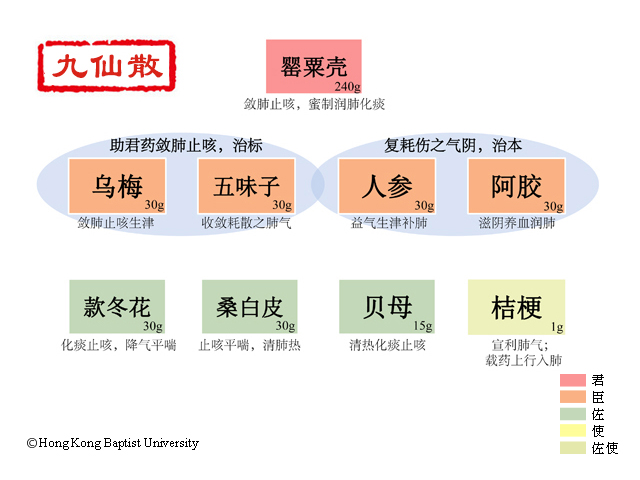 九仙散
罂粟壳
240g
敛肺止咳，蜜制润肺化痰
助君药敛肺止咳，治标
复耗伤之气阴，治本
乌梅
30g
敛肺止咳生津
五味子
30g
收敛耗散之肺气
人参
30g
益气生津补肺
阿胶
30g
滋阴养血润肺
款冬花
30g
化痰止咳，降气平喘
桑白皮
30g
止咳平喘，清肺热
贝母
15g
清热化痰止咳
桔梗
1g
宣利肺气；
载药上行入肺
君
臣
佐
使
佐使
©Hong Kong Baptist University